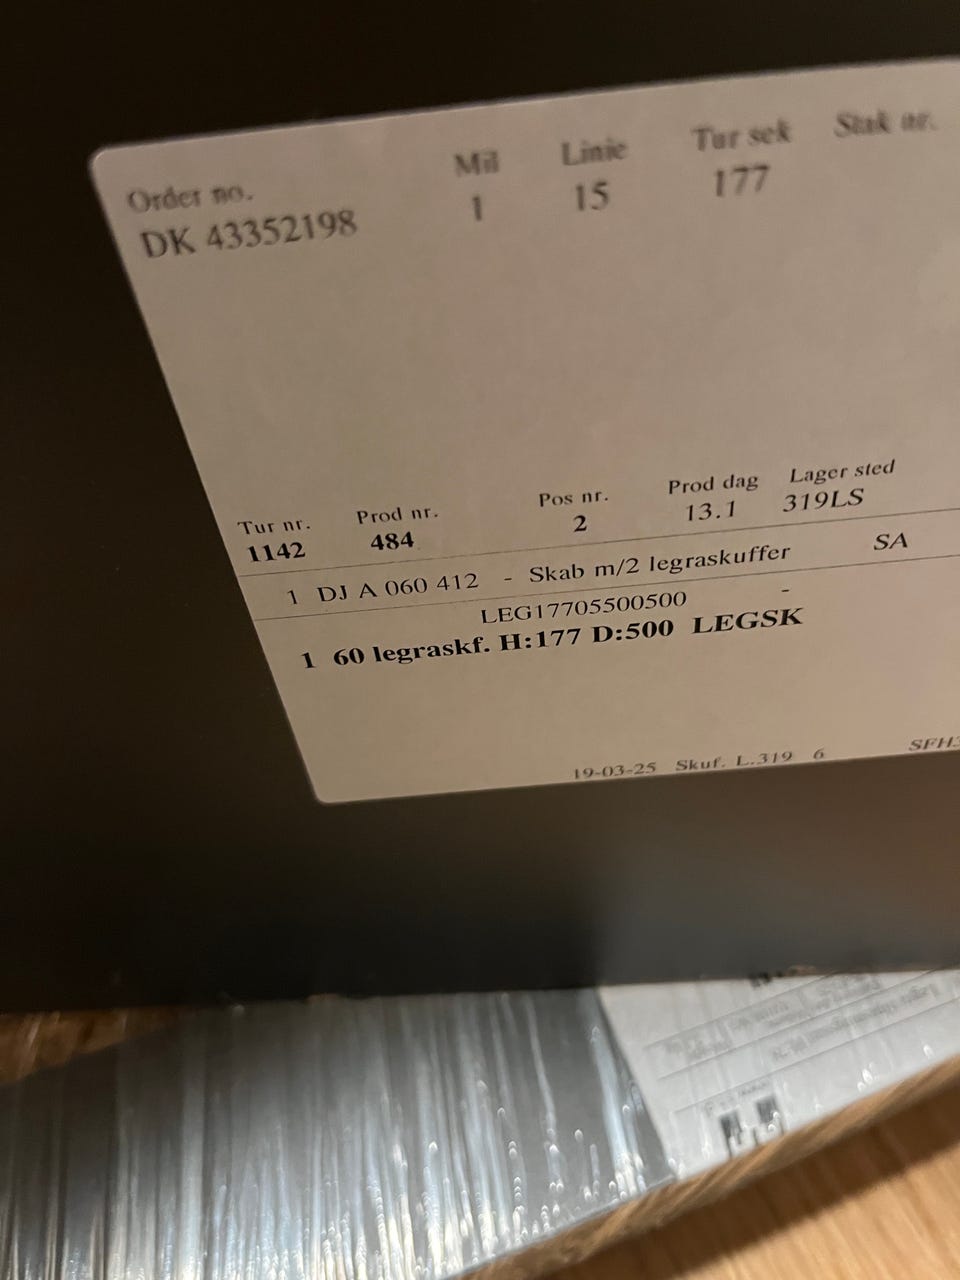 Order no. Mil Linie Tur sek Stak nr.
DK 43352198 1 15 177
Tur nr. Prod nr. Pos nr. Prod dag Lager sted
1142 484 2 13.1 319LS
1 DJ A 060 412 - Skab m/2 legraskuffer SA
LEG17705500500 -
1 60 legraskf. H:177 D:500 LEGSK
19-03-25 Skuf. L.319 6